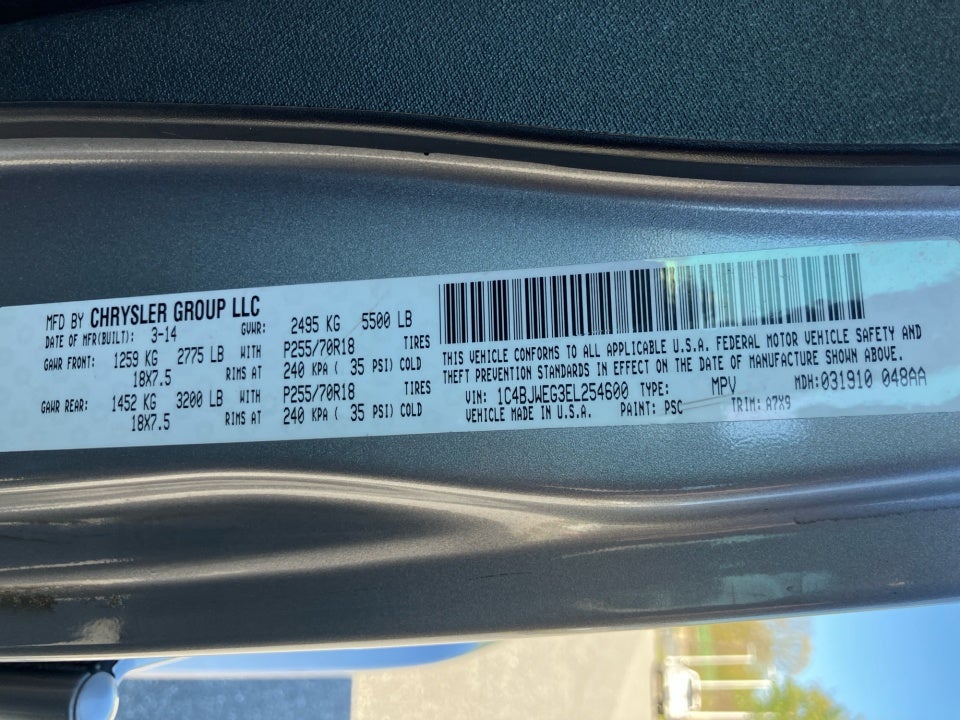 MFD BY CHRYSLER GROUP LLC
DATE OF MFR(BUILT): 3-14 GVWR: 2495 KG 5500 LB
GAWR FRONT: 1259 KG 2775 LB WITH P255/70R18 TIRES
18X7.5 RIMS AT 240 KPA ( 35 PSI) COLD
GAWR REAR: 1452 KG 3200 LB WITH P255/70R18 TIRES
18X7.5 RIMS AT 240 KPA ( 35 PSI) COLD
THIS VEHICLE CONFORMS TO ALL APPLICABLE U.S.A. FEDERAL MOTOR VEHICLE SAFETY AND
THEFT PREVENTION STANDARDS IN EFFECT ON THE DATE OF MANUFACTURE SHOWN ABOVE.
VIN: 1C4BJWEG3EL254600 TYPE: MPV MDH:031910 048AA
VEHICLE MADE IN U.S.A. PAINT: PSC TRIM: A7X9